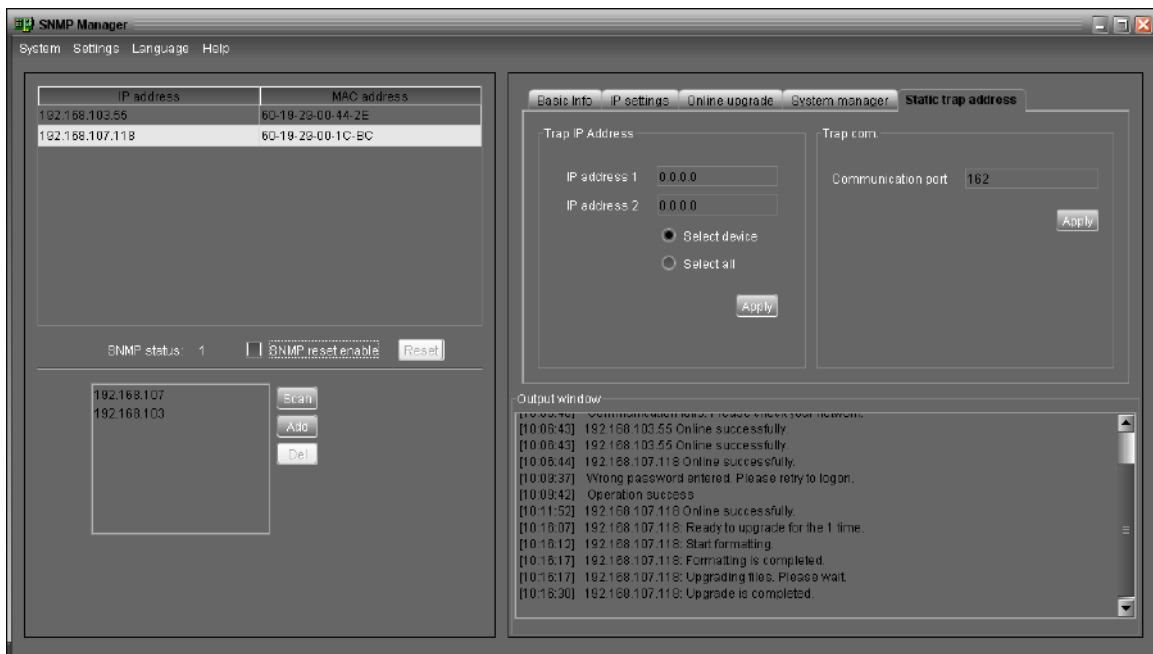 SNMP Manager
System Settings Language Help
IP address MAC address
192.168.103.55 60-19-29-00-44-2E
192.168.107.118 60-19-29-00-1C-BC
SNMP status: 1 SNMP reset enable Reset
192.168.107
192.168.103
Scan
Add
Del
Basic Info IP settings Online upgrade System manager Static trap address
Trap IP Address
IP address 1 0.0.0.0
IP address 2 0.0.0.0
Select device
Select all
Apply
Trap com.
Communication port 162
Apply
Output window
Communication fails. Please check your network.
[10:06:43] 192.168.103.55 Online successfully.
[10:06:43] 192.168.103.55 Online successfully.
[10:06:44] 192.168.107.118 Online successfully.
[10:09:37] Wrong password entered. Please retry to logon.
[10:09:42] Operation success
[10:11:52] 192.168.107.118 Online successfully.
[10:16:07] 192.168.107.118: Ready to upgrade for the 1 time.
[10:16:12] 192.168.107.118: Start formatting.
[10:16:17] 192.168.107.118: Formatting is completed.
[10:16:17] 192.168.107.118: Upgrading files. Please wait.
[10:16:30] 192.168.107.118: Upgrade is completed.